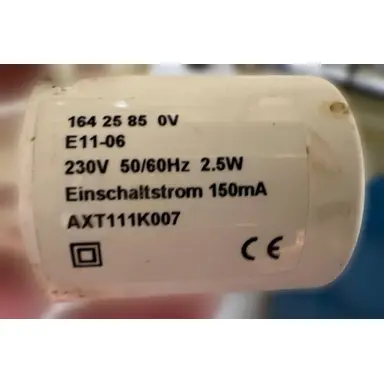 164 25 85 0V
E11-06
230V 50/60Hz 2.5W
Einschaltstrom 150mA
AXT111K007
CE